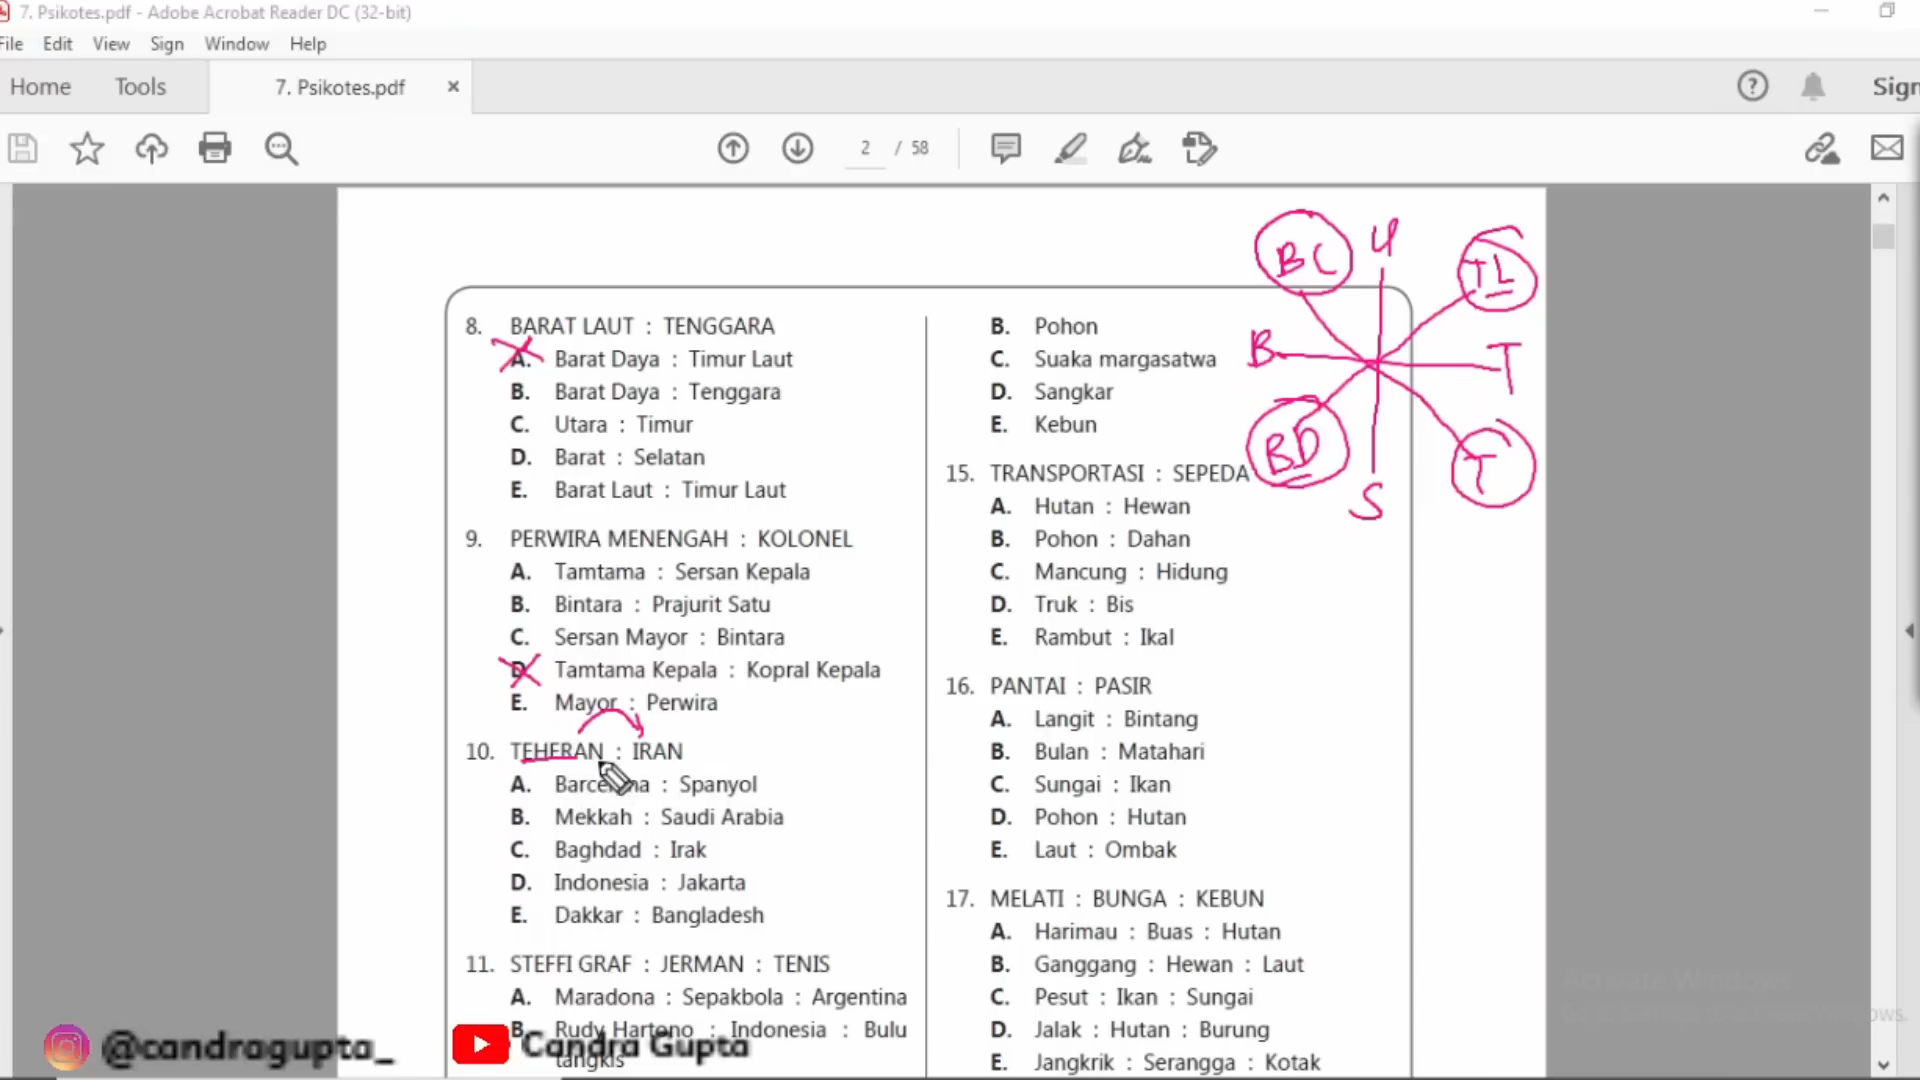 7. Psikotes.pdf - Adobe Acrobat Reader DC (32-bit)
File Edit View Sign Window Help
Home Tools 7. Psikotes.pdf × ? Sign
2 / 58
8. BARAT LAUT : TENGGARA
A. Barat Daya : Timur Laut
B. Barat Daya : Tenggara
C. Utara : Timur
D. Barat : Selatan
E. Barat Laut : Timur Laut
9. PERWIRA MENENGAH : KOLONEL
A. Tamtama : Sersan Kepala
B. Bintara : Prajurit Satu
C. Sersan Mayor : Bintara
D. Tamtama Kepala : Kopral Kepala
E. Mayor : Perwira
10. TEHERAN : IRAN
A. Barcelona : Spanyol
B. Mekkah : Saudi Arabia
C. Baghdad : Irak
D. Indonesia : Jakarta
E. Dakkar : Bangladesh
11. STEFFI GRAF : JERMAN : TENIS
A. Maradona : Sepakbola : Argentina
B. Rudy Hartono : Indonesia : Bulu
tangkis
B. Pohon
C. Suaka margasatwa
D. Sangkar
E. Kebun
15. TRANSPORTASI : SEPEDA
A. Hutan : Hewan
B. Pohon : Dahan
C. Mancung : Hidung
D. Truk : Bis
E. Rambut : Ikal
16. PANTAI : PASIR
A. Langit : Bintang
B. Bulan : Matahari
C. Sungai : Ikan
D. Pohon : Hutan
E. Laut : Ombak
17. MELATI : BUNGA : KEBUN
A. Harimau : Buas : Hutan
B. Ganggang : Hewan : Laut
C. Pesut : Ikan : Sungai
D. Jalak : Hutan : Burung
E. Jangkrik : Serangga : Kotak
BL U TL
B T
BD S T
@candragupta_ Candra Gupta
Activate Windows